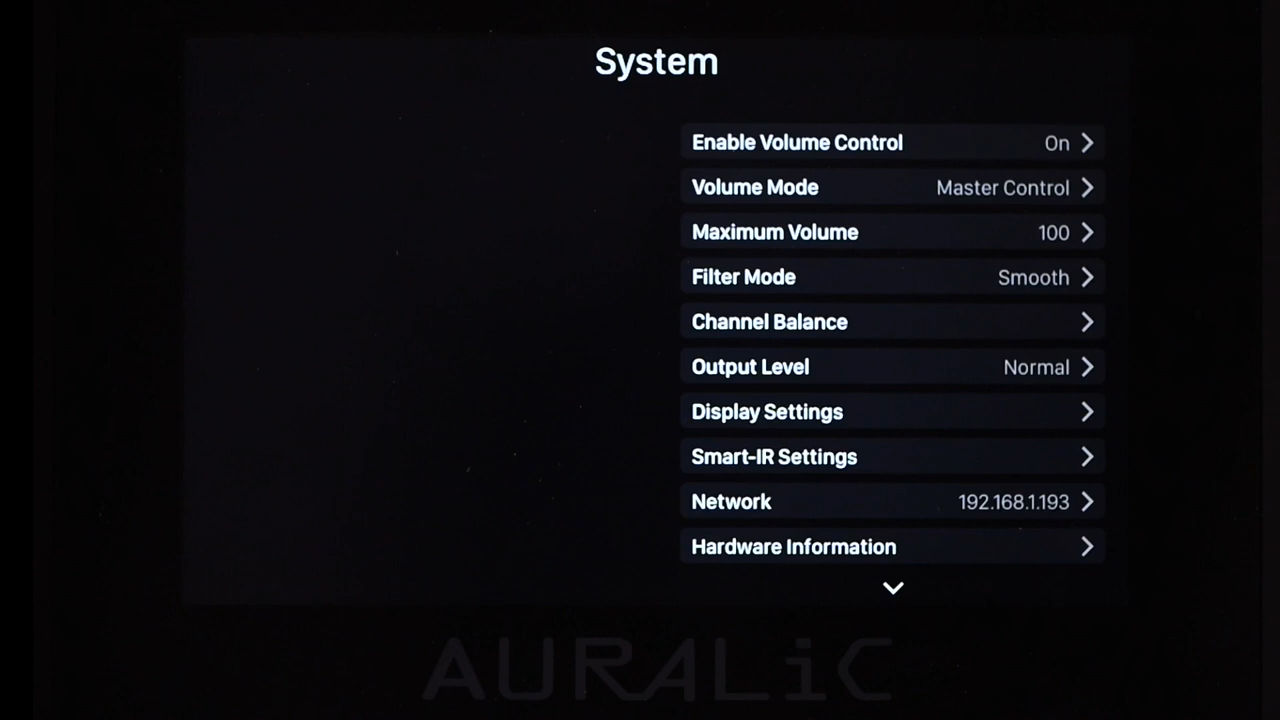 System
Enable Volume Control On
Volume Mode Master Control
Maximum Volume 100
Filter Mode Smooth
Channel Balance
Output Level Normal
Display Settings
Smart-IR Settings
Network 192.168.1.193
Hardware Information
AURALiC